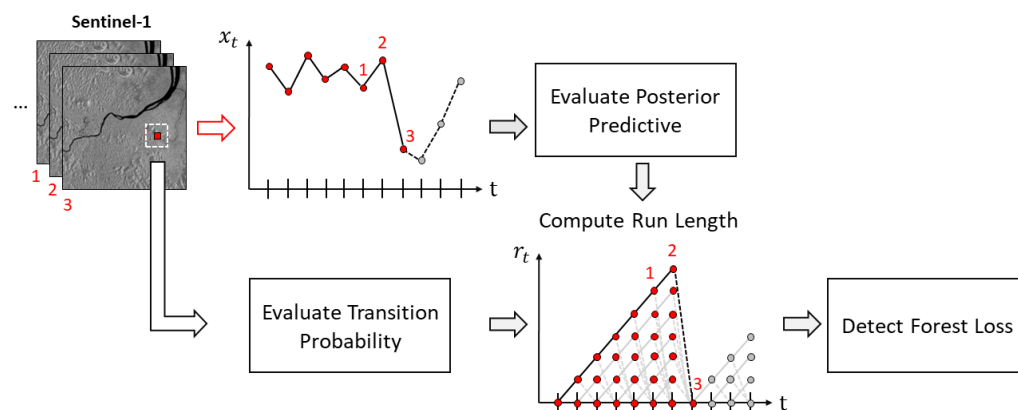 Sentinel-1
...
1
2
3
x_t
1
2
3
t
Evaluate Posterior
Predictive
Compute Run Length
Evaluate Transition
Probability
r_t
1
2
3
t
Detect Forest Loss